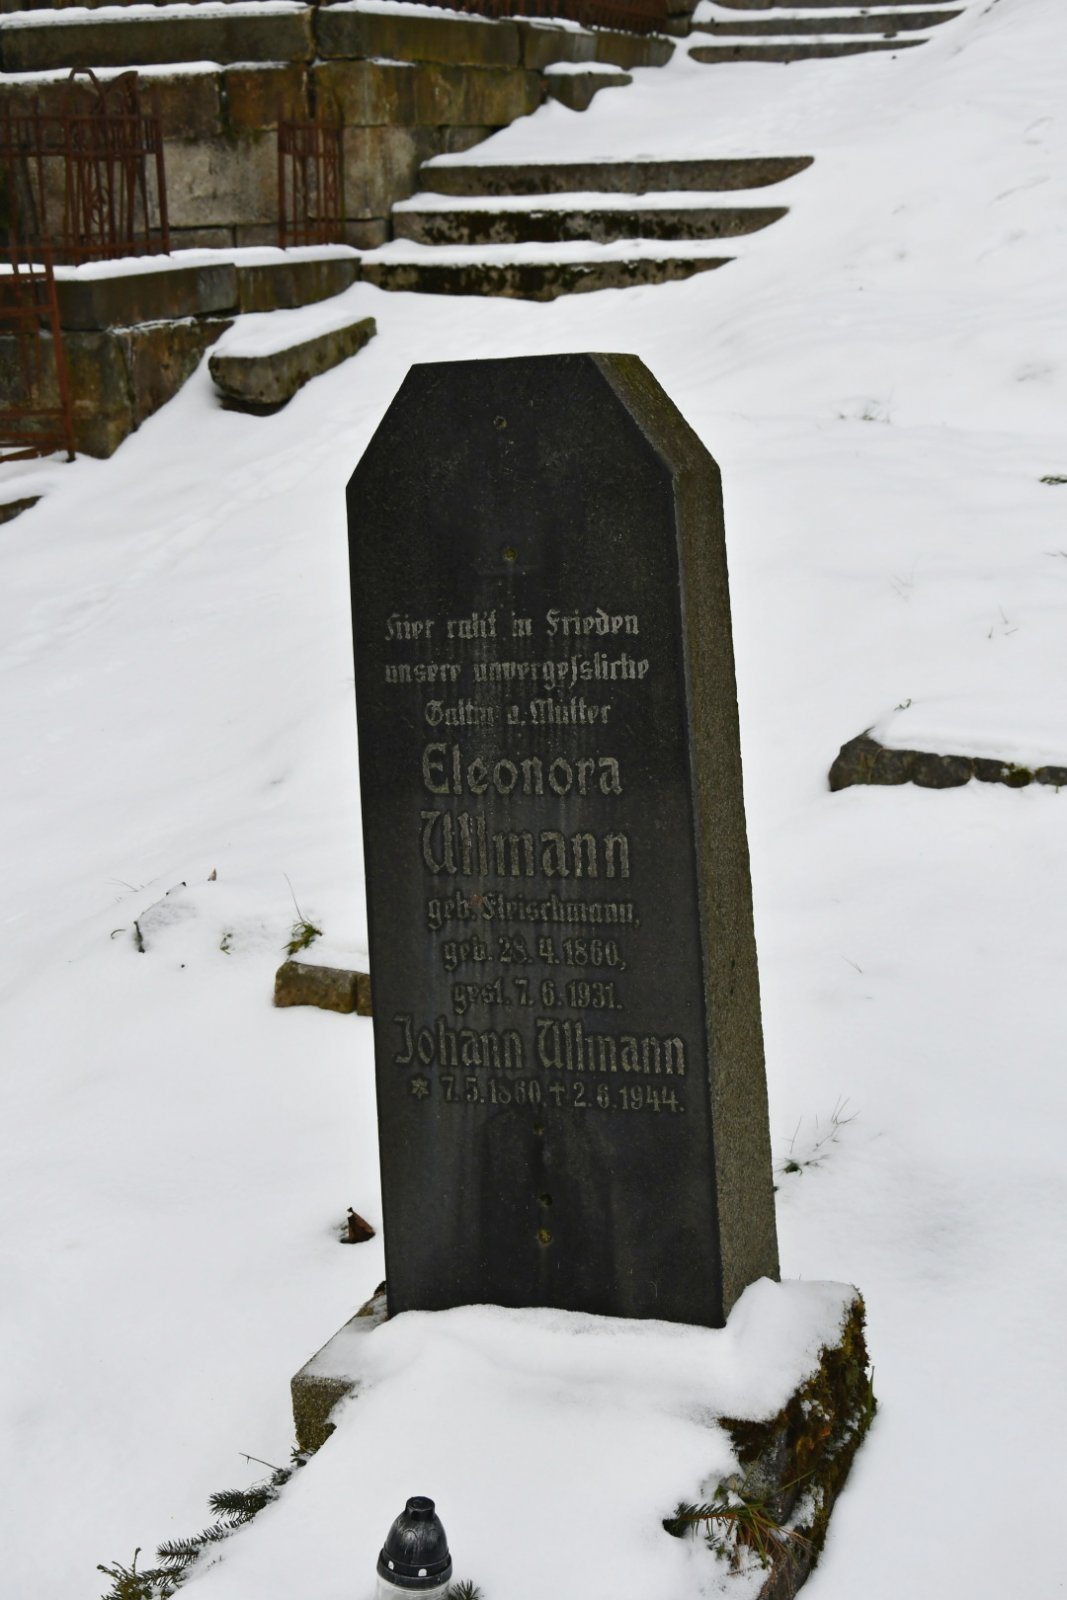 Hier ruht in Frieden
unsere unvergessliche
Gattin u. Mutter
Eleonora
Ullmann
geb. Fleischmann,
geb. 28. 4. 1860,
gest. 7. 6. 1931.
Johann Ullmann
* 7. 5. 1860. † 2. 6. 1944.